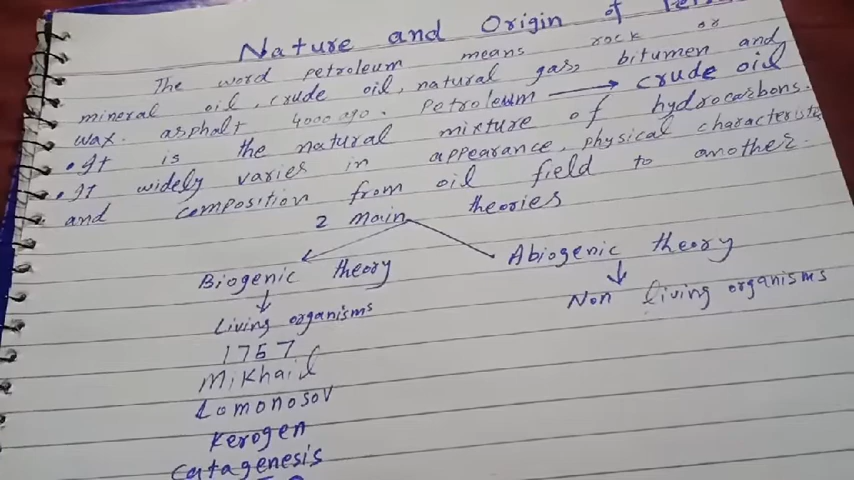 Nature and Origin of
The word petroleum means rock or
mineral oil, crude oil, natural gas, bitumen and
wax. asphalt 4000 ago. Petroleum → crude oil
• It is the natural mixture of hydrocarbons.
• It widely varies in appearance, physical characteristics
and composition from oil field to another.
2 main theories
Biogenic theory
Abiogenic theory
Living organisms
Non living organisms
1757
Mikhail
Lomonosov
Kerogen
Catagenesis